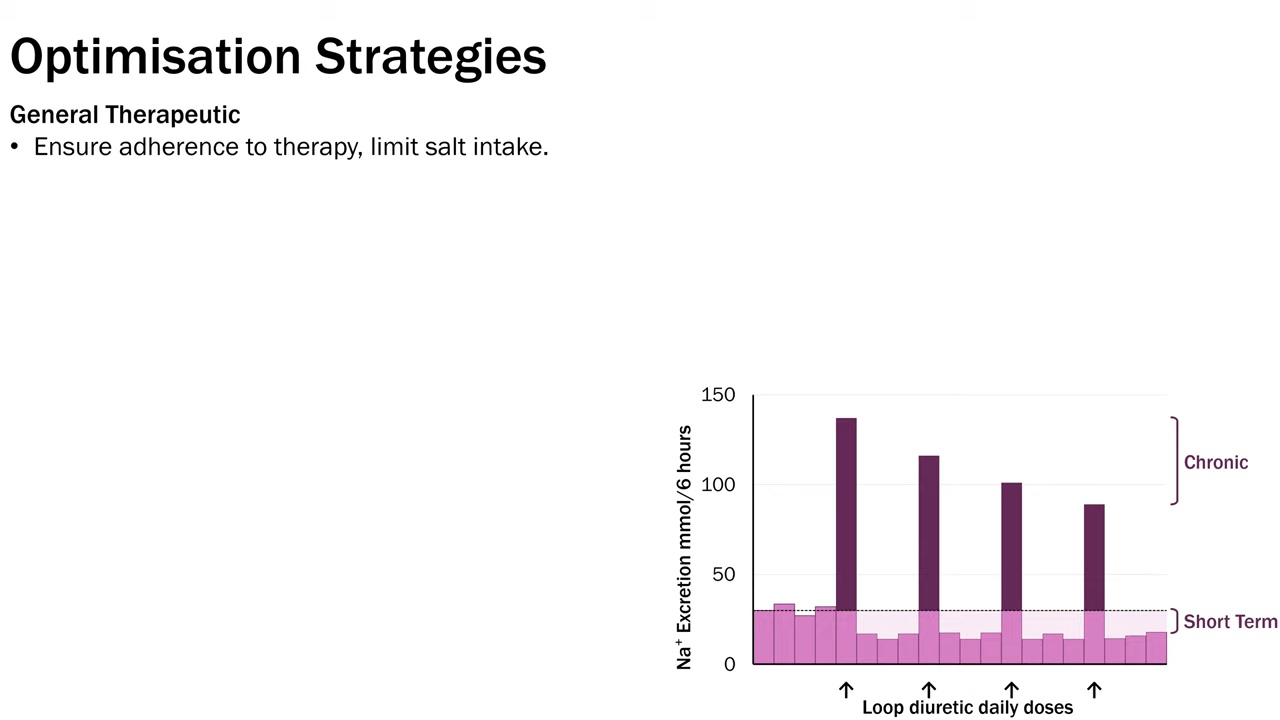 Optimisation Strategies
General Therapeutic
• Ensure adherence to therapy, limit salt intake.
150
100
50
0
Na⁺ Excretion mmol/6 hours
Chronic
Short Term
Loop diuretic daily doses